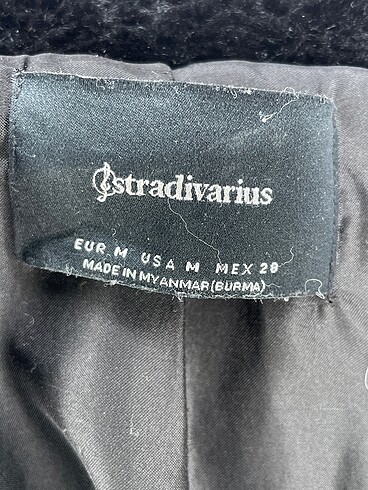 stradivarius
EUR M USA M MEX 28
MADE IN MYANMAR (BURMA)